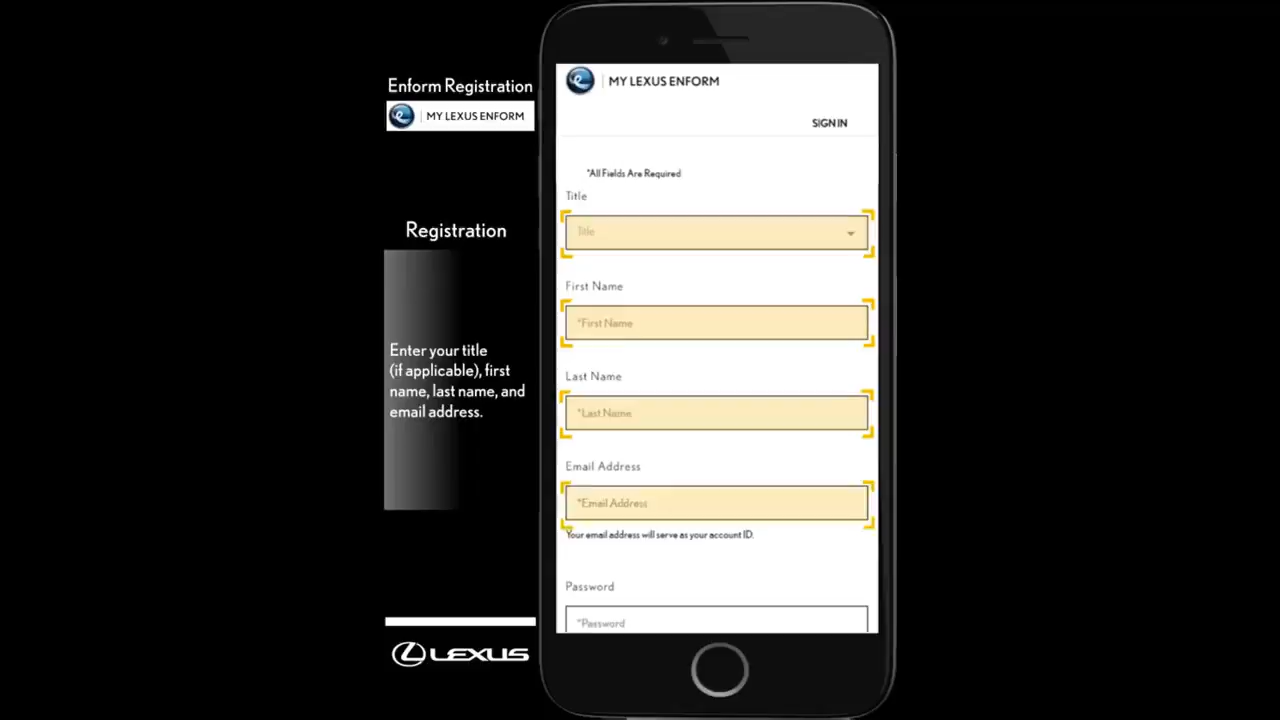 Enform Registration
MY LEXUS ENFORM
Registration
Enter your title
(if applicable), first
name, last name, and
email address.
LEXUS
MY LEXUS ENFORM
SIGN IN
*All Fields Are Required
Title
Title
First Name
*First Name
Last Name
*Last Name
Email Address
*Email Address
Your email address will serve as your account ID.
Password
*Password